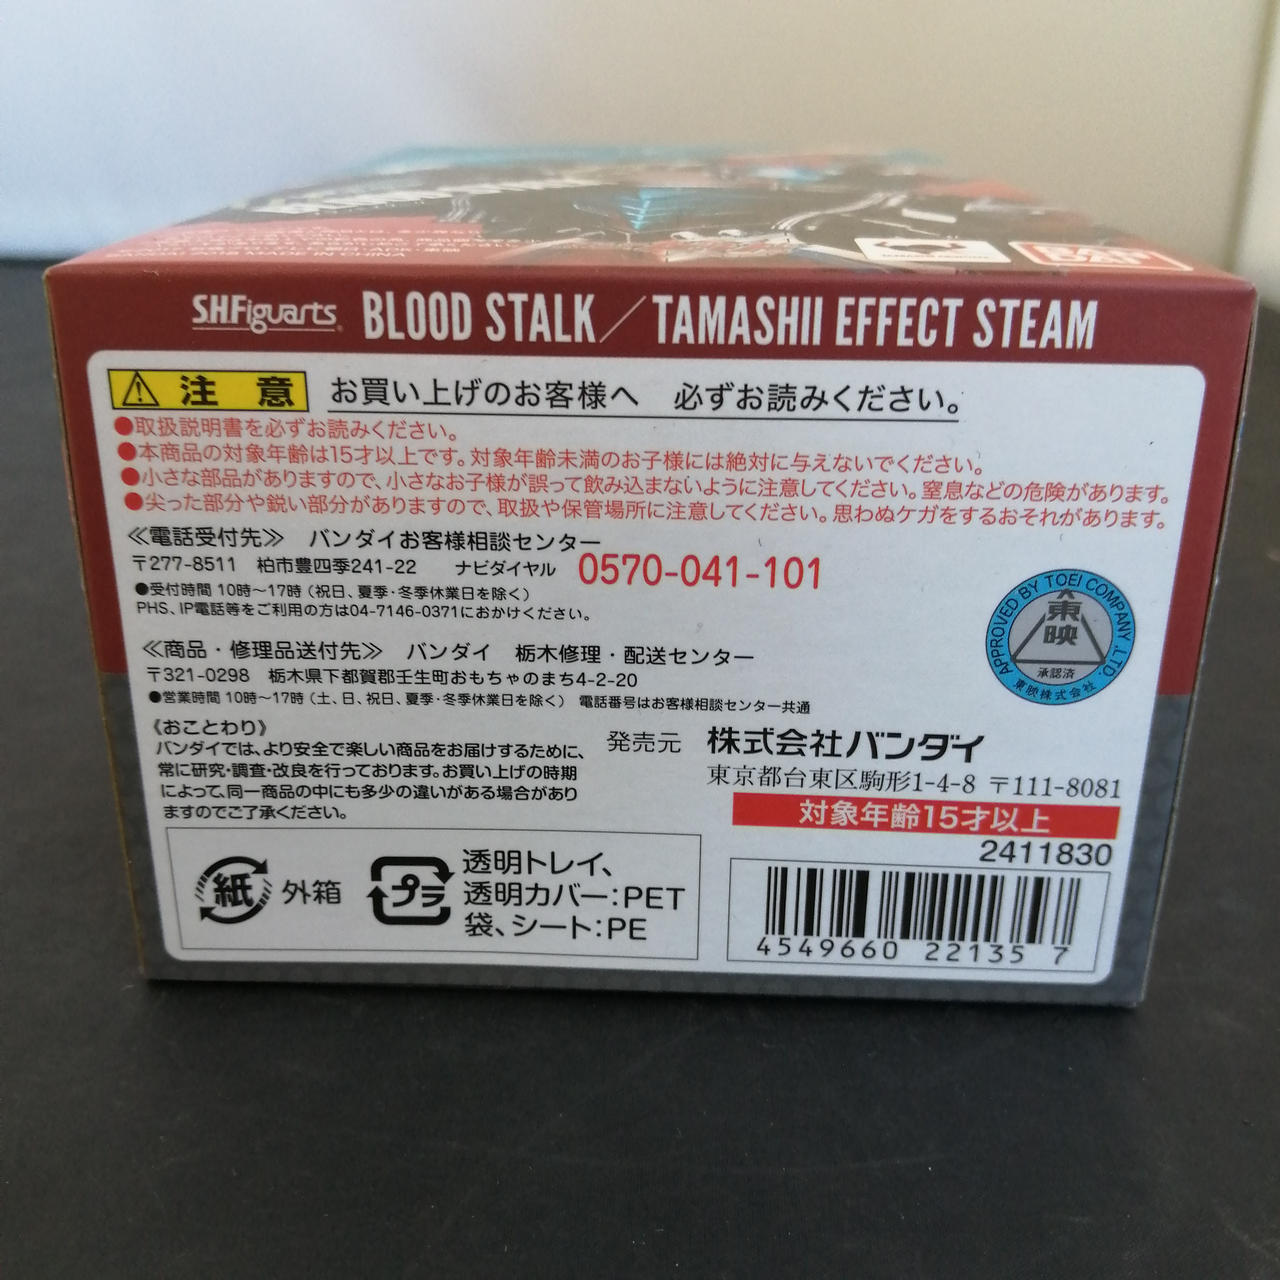 BANDAI 2018 MADE IN CHINA
S.H.Figuarts BLOOD STALK／TAMASHII EFFECT STEAM
注意 お買い上げのお客様へ 必ずお読みください。
●取扱説明書を必ずお読みください。
●本商品の対象年齢は15才以上です。対象年齢未満のお子様には絶対に与えないでください。
●小さな部品がありますので、小さなお子様が誤って飲み込まないように注意してください。窒息などの危険があります。
●尖った部分や鋭い部分がありますので、取扱や保管場所に注意してください。思わぬケガをするおそれがあります。
≪電話受付先≫ バンダイお客様相談センター
〒277-8511 柏市豊四季241-22 ナビダイヤル 0570-041-101
●受付時間 10時〜17時（祝日、夏季・冬季休業日を除く）
PHS、IP電話等をご利用の方は04-7146-0371におかけください。
≪商品・修理品送付先≫ バンダイ 栃木修理・配送センター
〒321-0298 栃木県下都賀郡壬生町おもちゃのまち4-2-20
●営業時間 10時〜17時（土、日、祝日、夏季・冬季休業日を除く） 電話番号はお客様相談センター共通
APPROVED BY TOEI COMPANY,LTD.
東映
承認済
東映株式会社
《おことわり》
バンダイでは、より安全で楽しい商品をお届けするために、
常に研究・調査・改良を行っております。お買い上げの時期
によって、同一商品の中にも多少の違いがある場合があり
ますのでご了承ください。
発売元 株式会社バンダイ
東京都台東区駒形1-4-8 〒111-8081
対象年齢15才以上
2411830
紙 外箱
プラ 透明トレイ、
透明カバー：PET
袋、シート：PE
4549660 22135 7